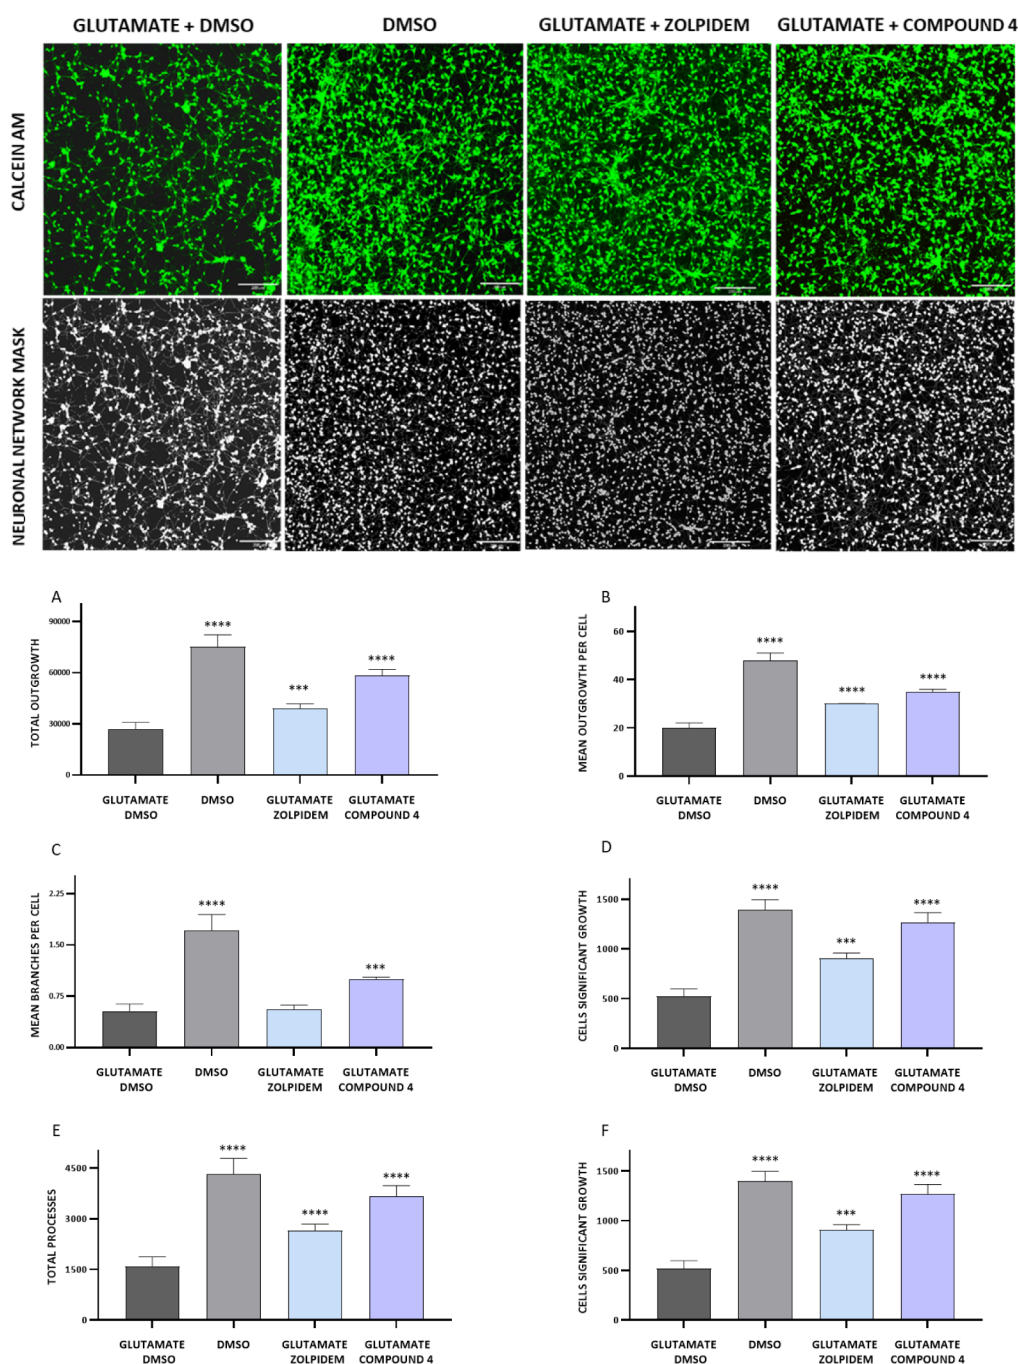 GLUTAMATE + DMSO
DMSO
GLUTAMATE + ZOLPIDEM
GLUTAMATE + COMPOUND 4
CALCEIN AM
NEURONAL NETWORK MASK
A
TOTAL OUTGROWTH
90000
60000
30000
0
****
***
****
GLUTAMATE
DMSO
DMSO
GLUTAMATE
ZOLPIDEM
GLUTAMATE
COMPOUND 4
B
MEAN OUTGROWTH PER CELL
60
40
20
0
****
****
****
GLUTAMATE
DMSO
DMSO
GLUTAMATE
ZOLPIDEM
GLUTAMATE
COMPOUND 4
C
MEAN BRANCHES PER CELL
2.25
1.50
0.75
0.00
****
***
GLUTAMATE
DMSO
DMSO
GLUTAMATE
ZOLPIDEM
GLUTAMATE
COMPOUND 4
D
CELLS SIGNIFICANT GROWTH
1500
1000
500
0
****
***
****
GLUTAMATE
DMSO
DMSO
GLUTAMATE
ZOLPIDEM
GLUTAMATE
COMPOUND 4
E
TOTAL PROCESSES
4500
3000
1500
0
****
****
****
GLUTAMATE
DMSO
DMSO
GLUTAMATE
ZOLPIDEM
GLUTAMATE
COMPOUND 4
F
CELLS SIGNIFICANT GROWTH
1500
1000
500
0
****
***
****
GLUTAMATE
DMSO
DMSO
GLUTAMATE
ZOLPIDEM
GLUTAMATE
COMPOUND 4